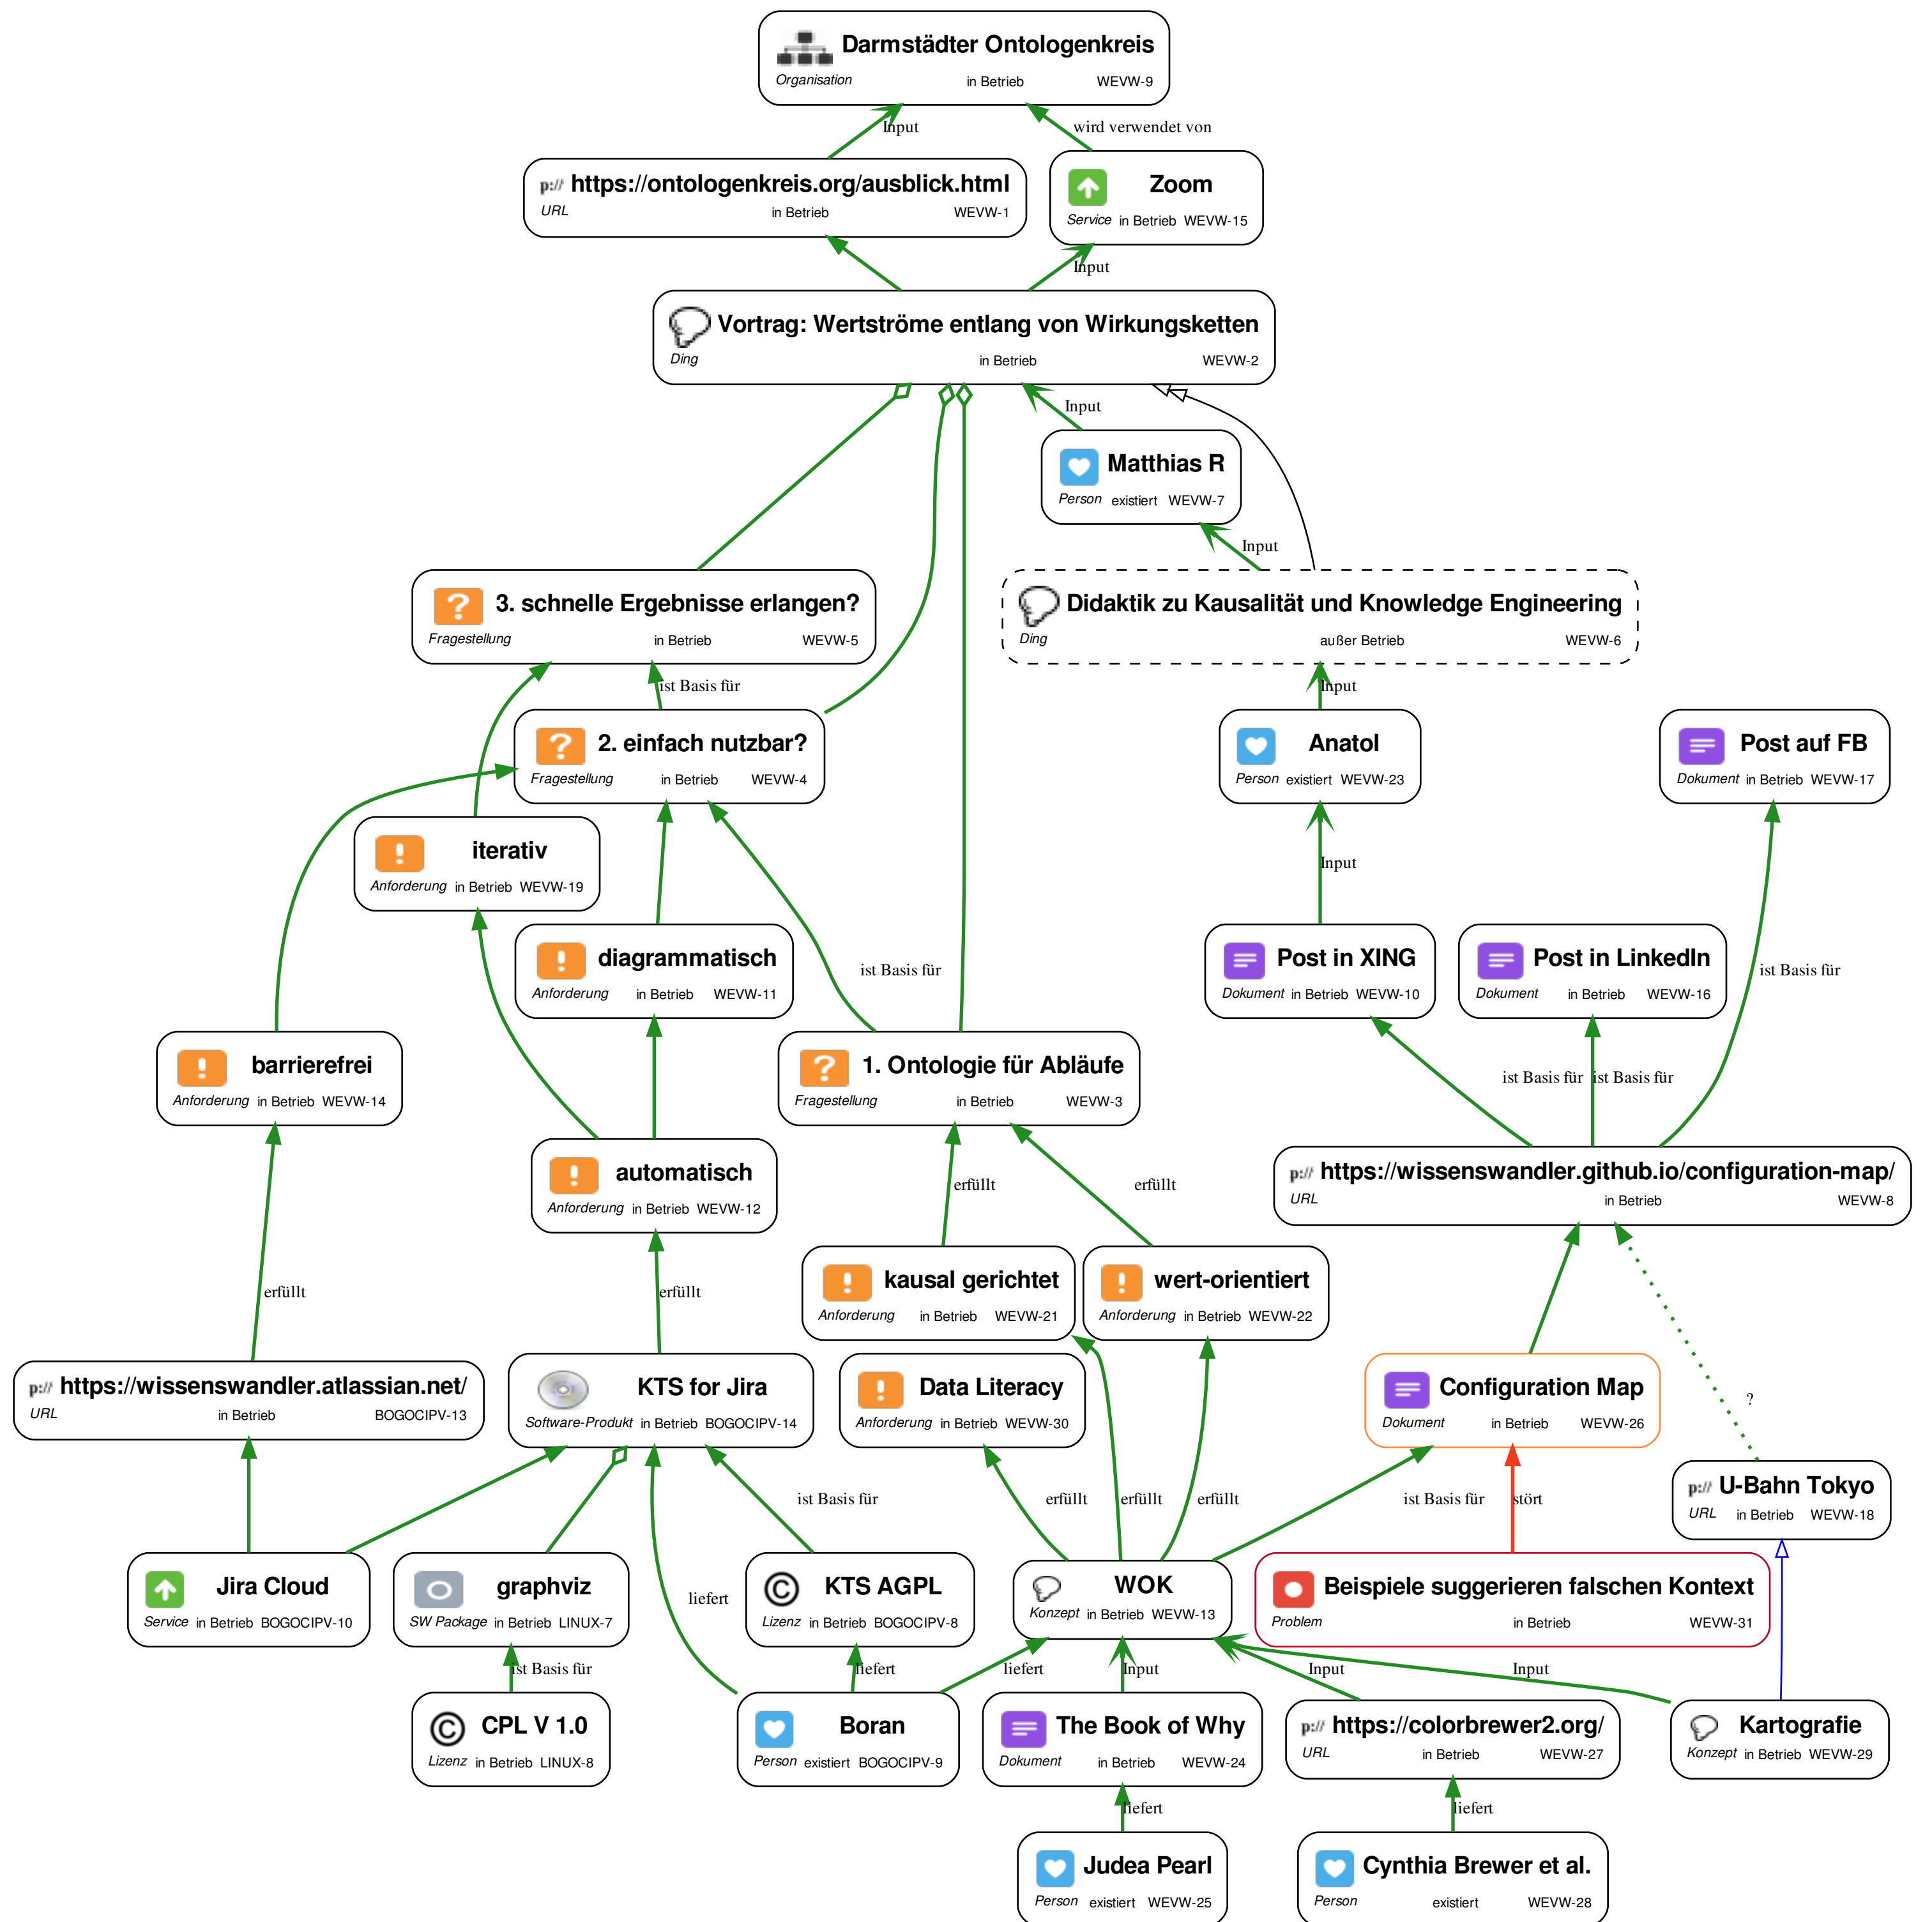 Darmstädter Ontologenkreis
Organisation in Betrieb WEVW-9
Input
wird verwendet von
p:// https://ontologenkreis.org/ausblick.html
URL in Betrieb WEVW-1
Zoom
Service in Betrieb WEVW-15
Input
Vortrag: Wertströme entlang von Wirkungsketten
Ding in Betrieb WEVW-2
Input
Matthias R
Person existiert WEVW-7
Input
3. schnelle Ergebnisse erlangen?
Fragestellung in Betrieb WEVW-5
Didaktik zu Kausalität und Knowledge Engineering
Ding außer Betrieb WEVW-6
ist Basis für
Input
2. einfach nutzbar?
Fragestellung in Betrieb WEVW-4
Anatol
Person existiert WEVW-23
Post auf FB
Dokument in Betrieb WEVW-17
iterativ
Anforderung in Betrieb WEVW-19
Input
diagrammatisch
Anforderung in Betrieb WEVW-11
ist Basis für
Post in XING
Dokument in Betrieb WEVW-10
Post in LinkedIn
Dokument in Betrieb WEVW-16
ist Basis für
barrierefrei
Anforderung in Betrieb WEVW-14
1. Ontologie für Abläufe
Fragestellung in Betrieb WEVW-3
ist Basis für
ist Basis für
automatisch
Anforderung in Betrieb WEVW-12
erfüllt
erfüllt
p:// https://wissenswandler.github.io/configuration-map/
URL in Betrieb WEVW-8
erfüllt
erfüllt
kausal gerichtet
Anforderung in Betrieb WEVW-21
wert-orientiert
Anforderung in Betrieb WEVW-22
p:// https://wissenswandler.atlassian.net/
URL in Betrieb BOGOCIPV-13
KTS for Jira
Software-Produkt in Betrieb BOGOCIPV-14
Data Literacy
Anforderung in Betrieb WEVW-30
Configuration Map
Dokument in Betrieb WEVW-26
?
ist Basis für
erfüllt
erfüllt
erfüllt
ist Basis für
stört
p:// U-Bahn Tokyo
URL in Betrieb WEVW-18
Jira Cloud
Service in Betrieb BOGOCIPV-10
graphviz
SW Package in Betrieb LINUX-7
liefert
© KTS AGPL
Lizenz in Betrieb BOGOCIPV-8
WOK
Konzept in Betrieb WEVW-13
Beispiele suggerieren falschen Kontext
Problem in Betrieb WEVW-31
ist Basis für
liefert
liefert
Input
Input
Input
© CPL V 1.0
Lizenz in Betrieb LINUX-8
Boran
Person existiert BOGOCIPV-9
The Book of Why
Dokument in Betrieb WEVW-24
p:// https://colorbrewer2.org/
URL in Betrieb WEVW-27
Kartografie
Konzept in Betrieb WEVW-29
liefert
liefert
Judea Pearl
Person existiert WEVW-25
Cynthia Brewer et al.
Person existiert WEVW-28